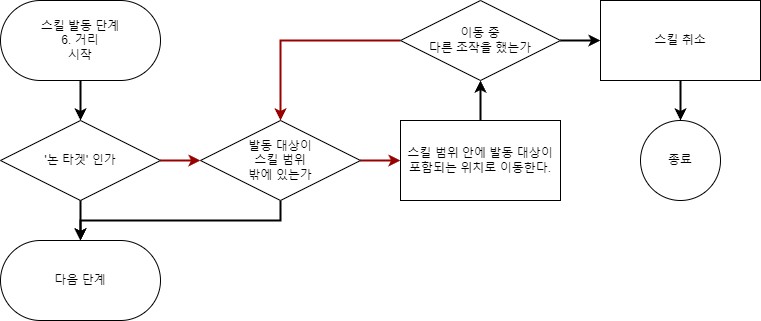 스킬 발동 단계
6. 거리
시작
이동 중
다른 조작을 했는가
스킬 취소
'논 타겟' 인가
발동 대상이
스킬 범위
밖에 있는가
스킬 범위 안에 발동 대상이
포함되는 위치로 이동한다.
종료
다음 단계